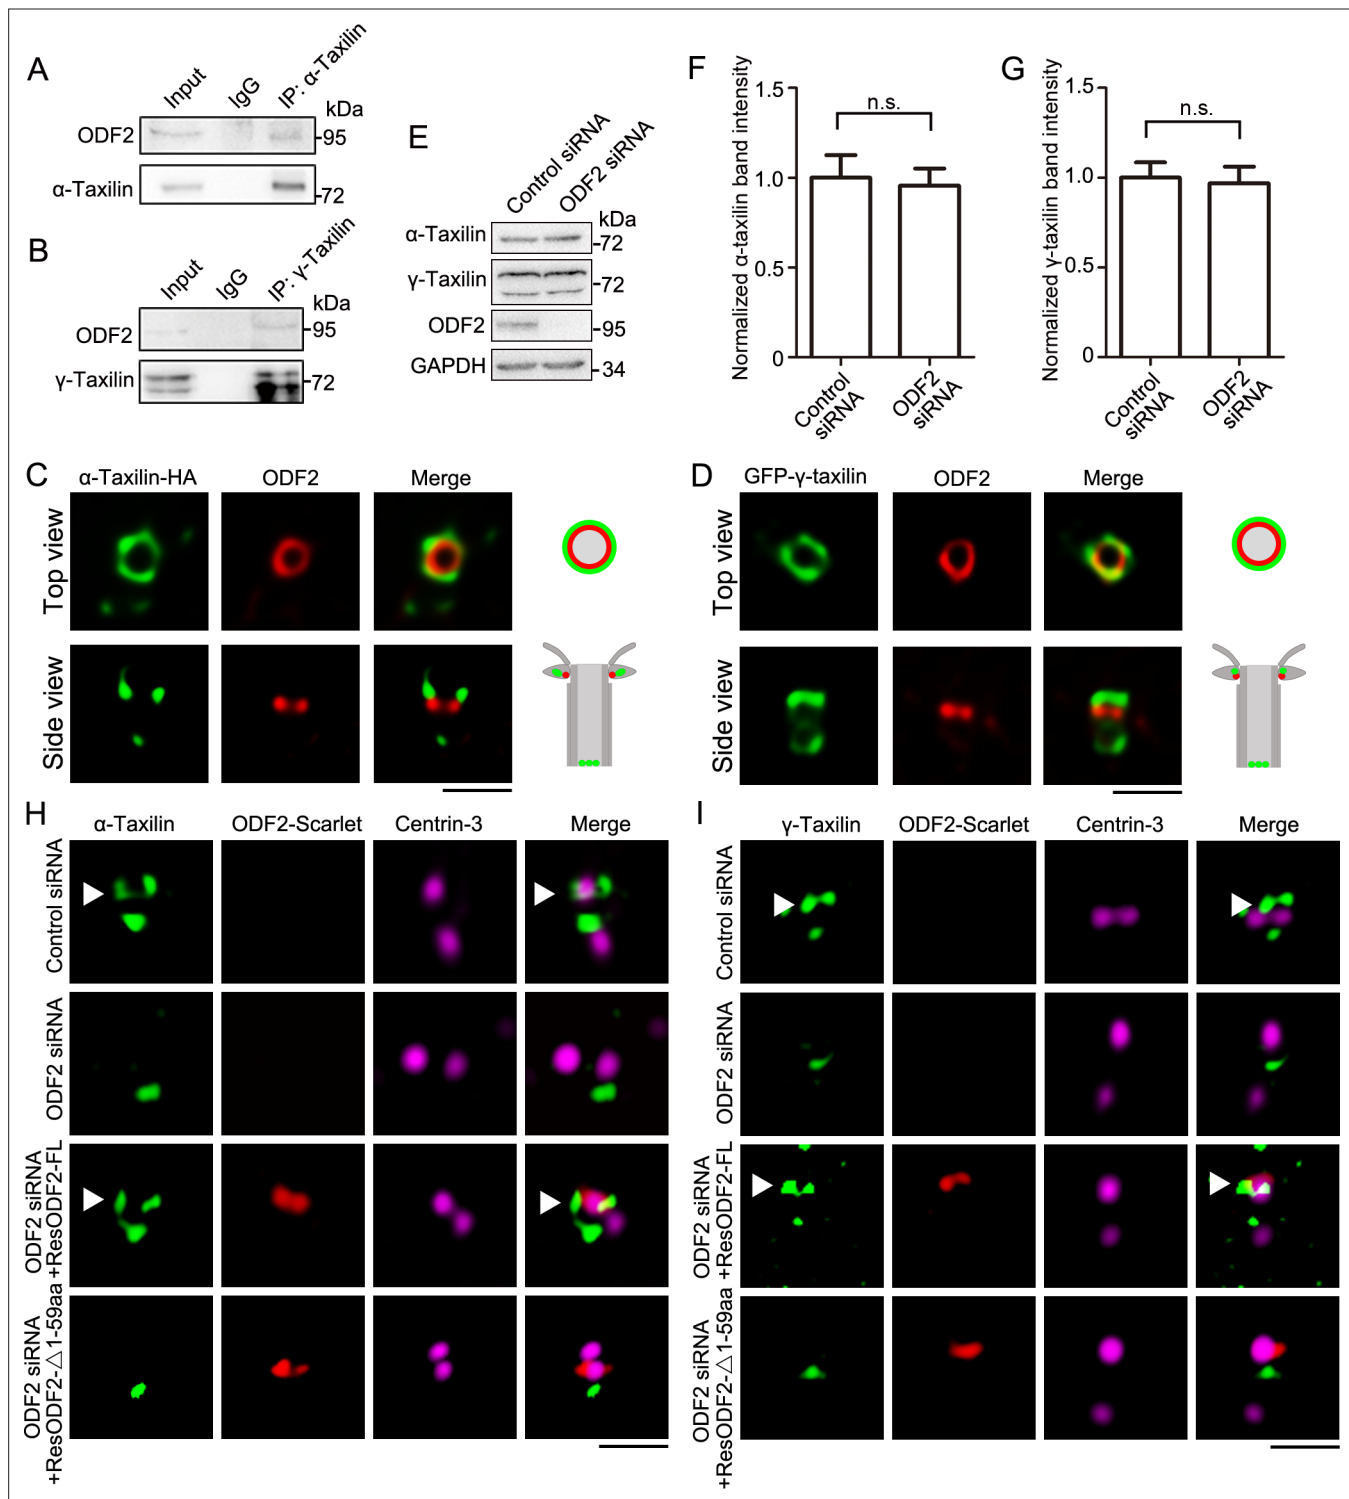 A
Input
IgG
IP: α-Taxilin
kDa
ODF2
-95
α-Taxilin
-72
B
Input
IgG
IP: γ-Taxilin
kDa
ODF2
-95
γ-Taxilin
-72
E
Control siRNA
ODF2 siRNA
kDa
α-Taxilin
-72
γ-Taxilin
-72
ODF2
-95
GAPDH
-34
F
Normalized α-taxilin band intensity
1.5
1.0
0.5
0
n.s.
Control
siRNA
ODF2
siRNA
G
Normalized γ-taxilin band intensity
1.5
1.0
0.5
0
n.s.
Control
siRNA
ODF2
siRNA
C
α-Taxilin-HA
ODF2
Merge
Top view
Side view
D
GFP-γ-taxilin
ODF2
Merge
Top view
Side view
H
α-Taxilin
ODF2-Scarlet
Centrin-3
Merge
Control siRNA
ODF2 siRNA
ODF2 siRNA
+ResODF2-FL
ODF2 siRNA
+ResODF2-△1-59aa
I
γ-Taxilin
ODF2-Scarlet
Centrin-3
Merge
Control siRNA
ODF2 siRNA
ODF2 siRNA
+ResODF2-FL
ODF2 siRNA
+ResODF2-△1-59aa